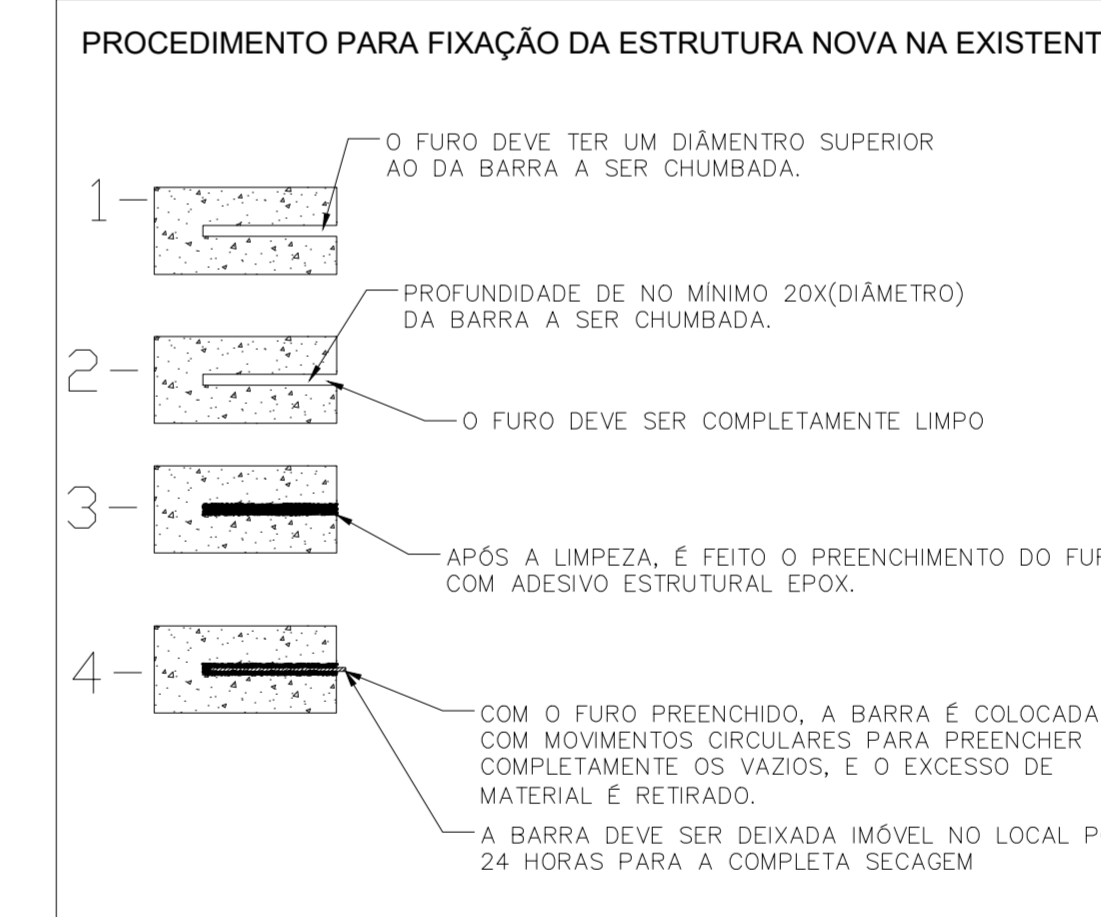 PROCEDIMENTO PARA FIXAÇÃO DA ESTRUTURA NOVA NA EXISTENT
1
O FURO DEVE TER UM DIÂMENTRO SUPERIOR
AO DA BARRA A SER CHUMBADA.
2
PROFUNDIDADE DE NO MÍNIMO 20X(DIÂMETRO)
DA BARRA A SER CHUMBADA.
O FURO DEVE SER COMPLETAMENTE LIMPO
3
APÓS A LIMPEZA, É FEITO O PREENCHIMENTO DO FUR
COM ADESIVO ESTRUTURAL EPOX.
4
COM O FURO PREENCHIDO, A BARRA É COLOCADA
COM MOVIMENTOS CIRCULARES PARA PREENCHER
COMPLETAMENTE OS VAZIOS, E O EXCESSO DE
MATERIAL É RETIRADO.
A BARRA DEVE SER DEIXADA IMÓVEL NO LOCAL P
24 HORAS PARA A COMPLETA SECAGEM